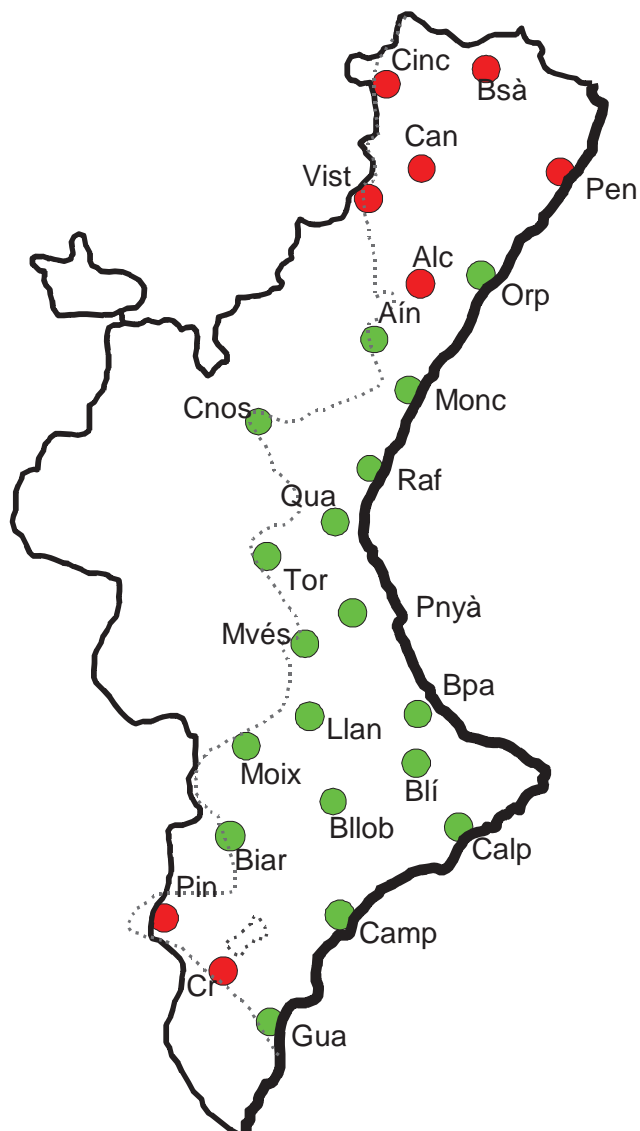 Cinc
Bsà
Can
Vist
Pen
Alc
Orp
Aín
Monc
Cnos
Raf
Qua
Tor
Pnyà
Mvés
Bpa
Llan
Moix
Blí
Bllob
Calp
Biar
Pin
Camp
Cr
Gua